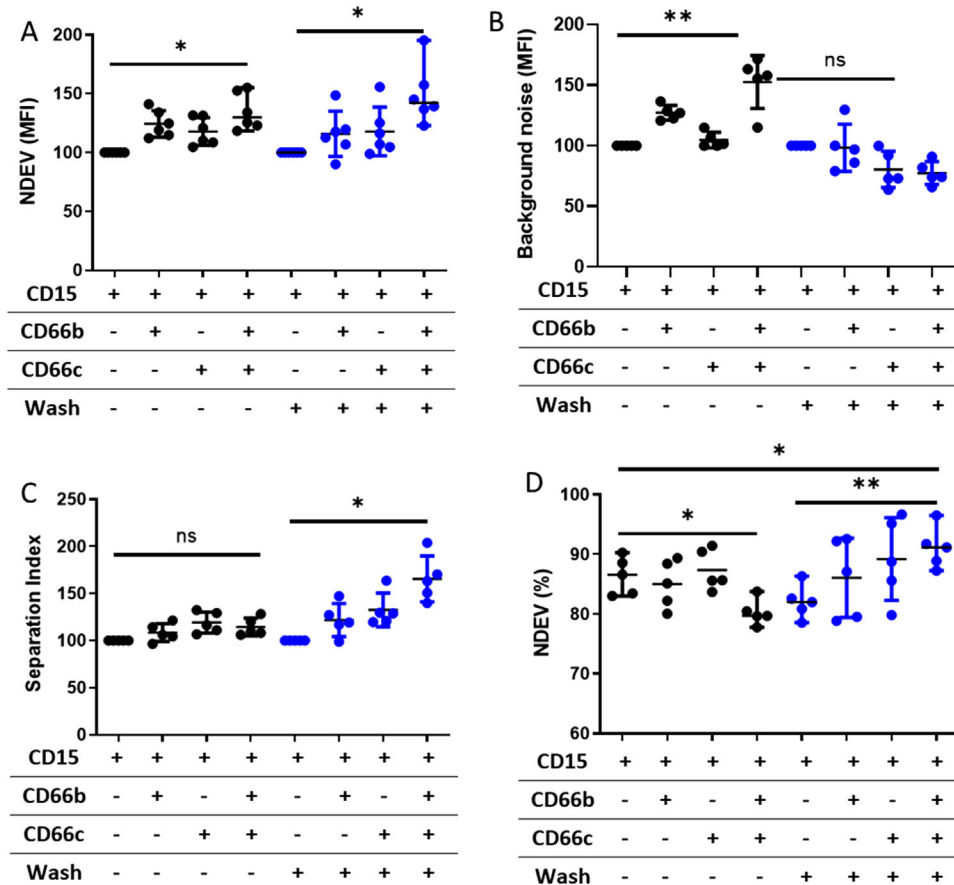 A
NDEV (MFI)
200
150
100
50
0
*
*
CD15 + + + + + + + +
CD66b - + - + - + - +
CD66c - - + + - - + +
Wash - - - - + + + +
B
Background noise (MFI)
200
150
100
50
0
**
ns
CD15 + + + + + + + +
CD66b - + - + - + - +
CD66c - - + + - - + +
Wash - - - - + + + +
C
Separation Index
250
200
150
100
50
0
ns
*
CD15 + + + + + + + +
CD66b - + - + - + - +
CD66c - - + + - - + +
Wash - - - - + + + +
D
NDEV (%)
100
90
80
70
60
*
*
**
CD15 + + + + + + + +
CD66b - + - + - + - +
CD66c - - + + - - + +
Wash - - - - + + + +